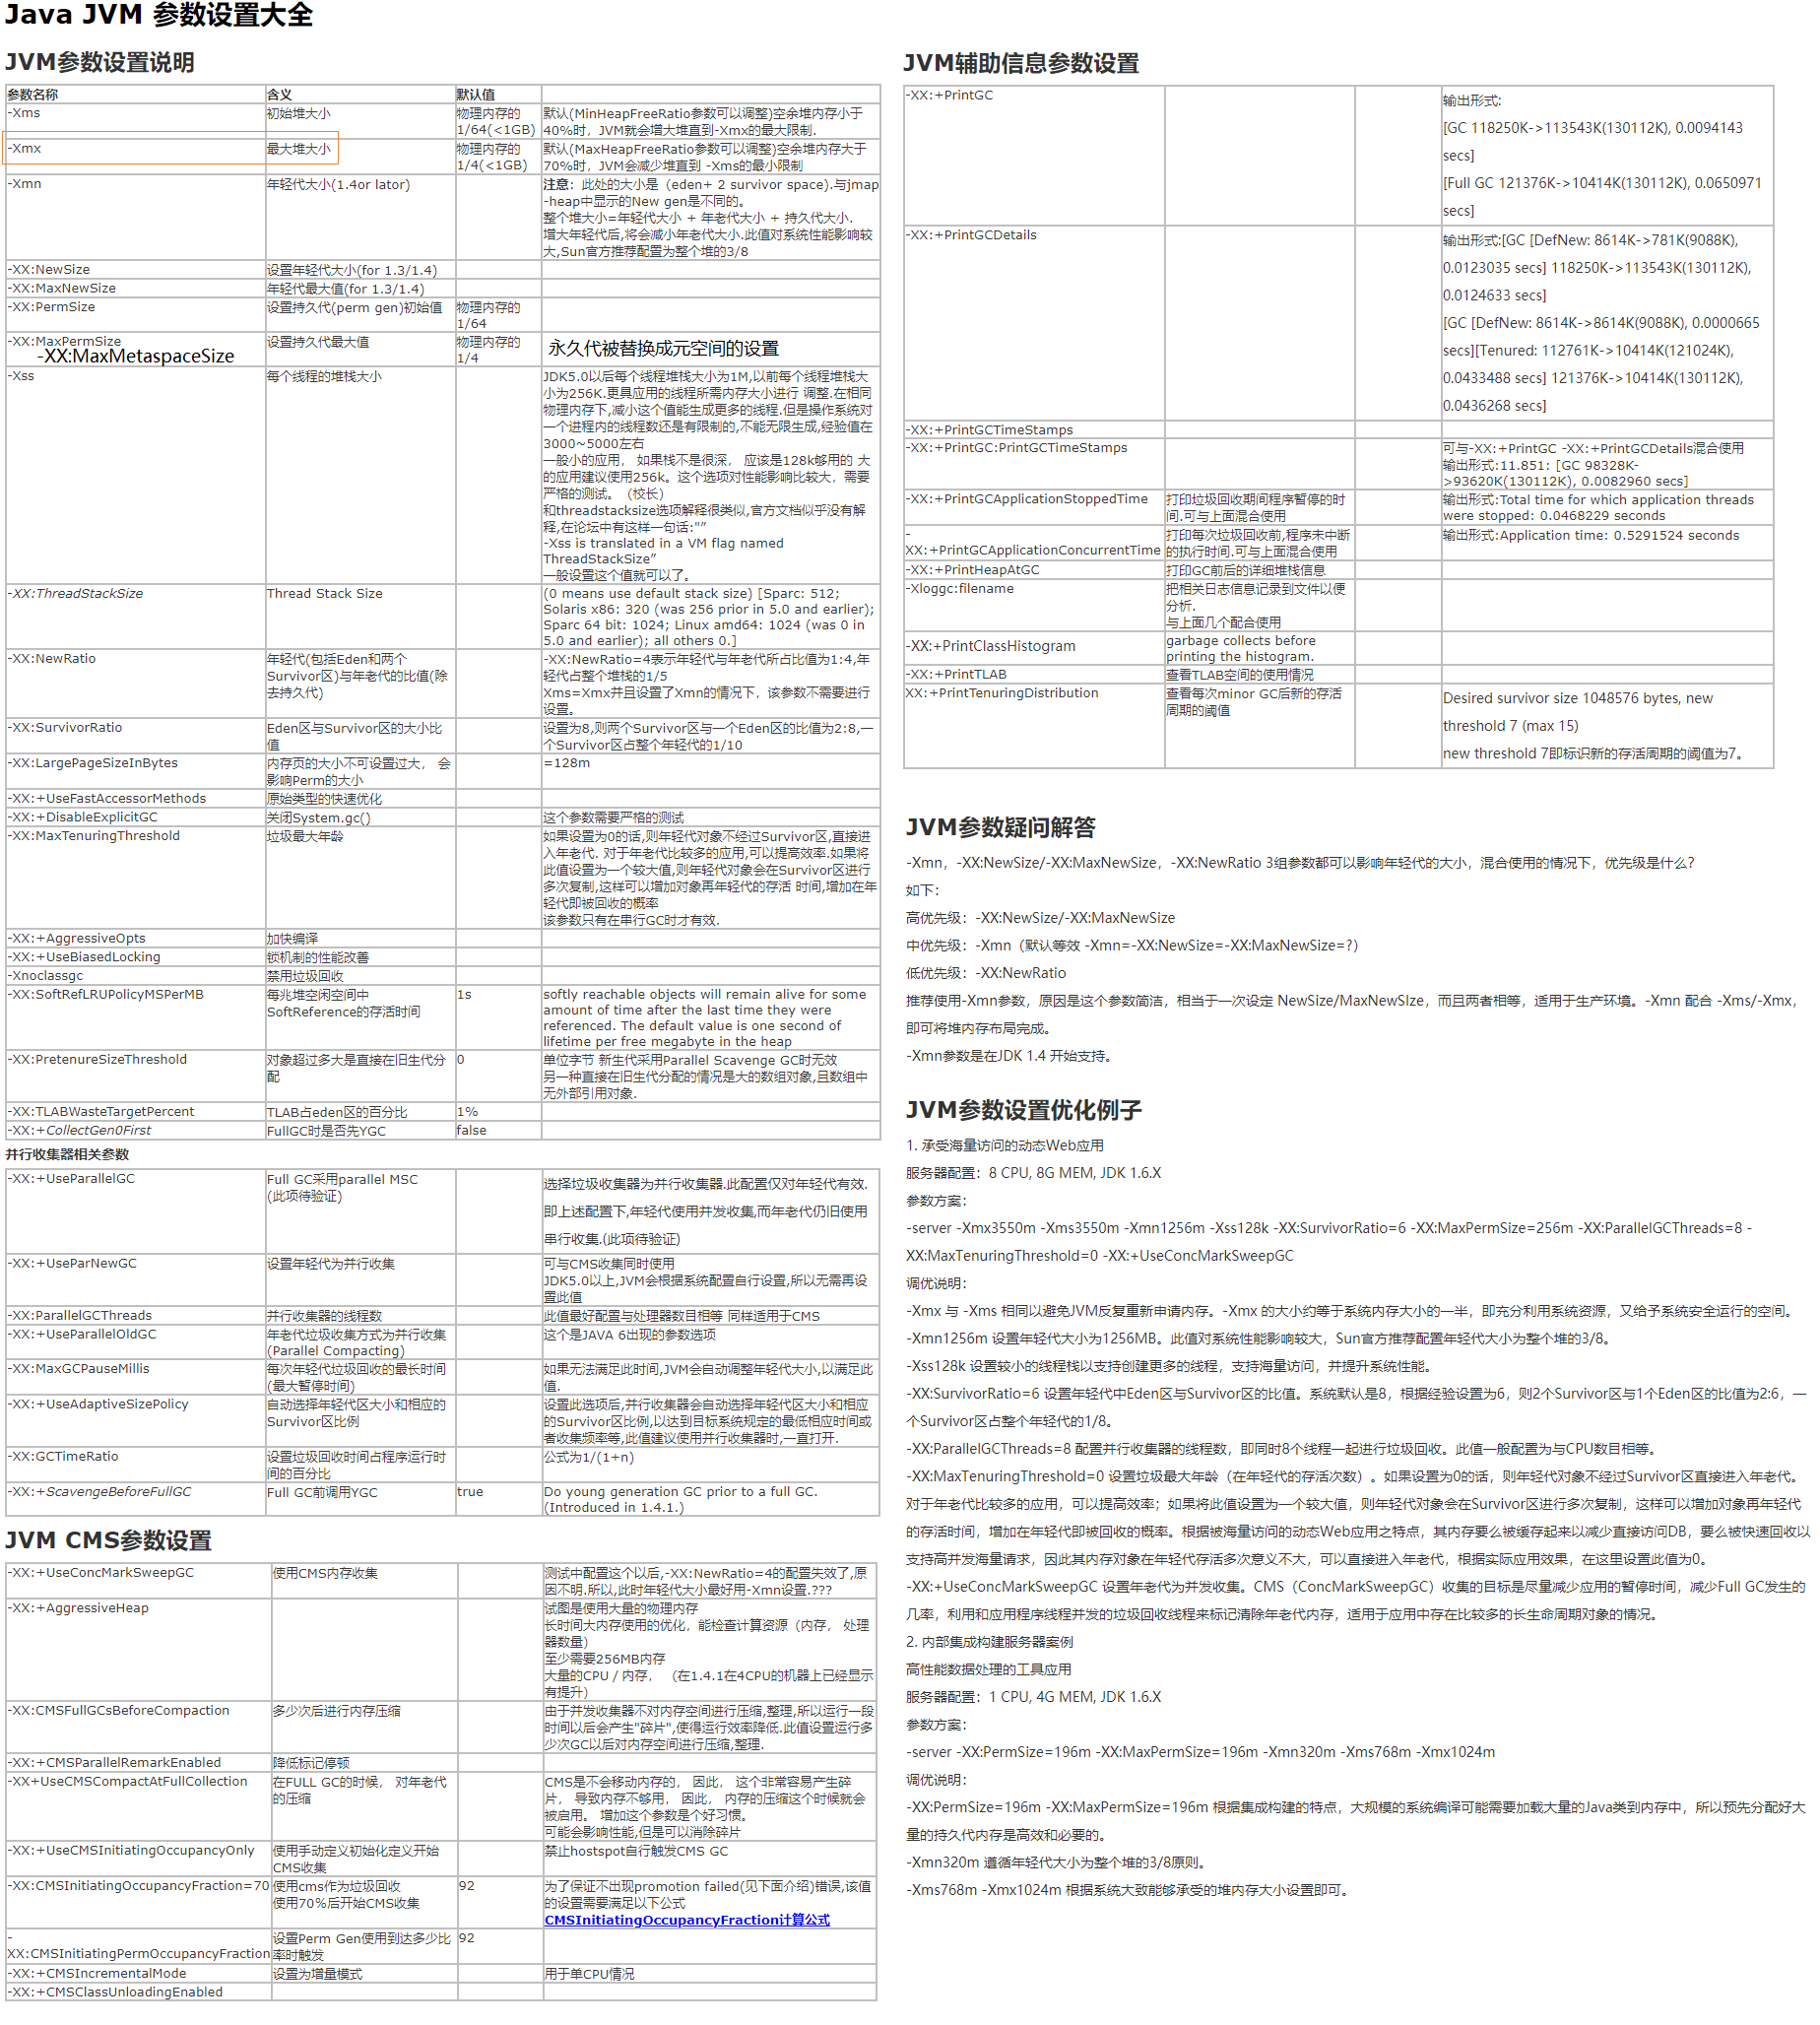 Java JVM 参数设置大全
JVM参数设置说明
参数名称 含义 默认值
-Xms 初始堆大小 物理内存的 默认(MinHeapFreeRatio参数可以调整)空余堆内存小于
1/64(<1GB) 40%时，JVM就会增大堆直到-Xmx的最大限制.
-Xmx 最大堆大小 物理内存的 默认(MaxHeapFreeRatio参数可以调整)空余堆内存大于
1/4(<1GB) 70%时，JVM会减少堆直到 -Xms的最小限制
-Xmn 年轻代大小(1.4or lator) 注意：此处的大小是（eden+ 2 survivor space).与jmap
-heap中显示的New gen是不同的。
整个堆大小=年轻代大小 + 年老代大小 + 持久代大小.
增大年轻代后,将会减小年老代大小.此值对系统性能影响较
大,Sun官方推荐配置为整个堆的3/8
-XX:NewSize 设置年轻代大小(for 1.3/1.4)
-XX:MaxNewSize 年轻代最大值(for 1.3/1.4)
-XX:PermSize 设置持久代(perm gen)初始值 物理内存的
1/64
-XX:MaxPermSize 设置持久代最大值 物理内存的
-XX:MaxMetaspaceSize 1/4 永久代被替换成元空间的设置
-Xss 每个线程的堆栈大小 JDK5.0以后每个线程堆栈大小为1M,以前每个线程堆栈大
小为256K.更具应用的线程所需内存大小进行 调整.在相同
物理内存下,减小这个值能生成更多的线程.但是操作系统对
一个进程内的线程数还是有限制的,不能无限生成,经验值在
3000~5000左右
一般小的应用， 如果栈不是很深， 应该是128k够用的 大
的应用建议使用256k。这个选项对性能影响比较大，需要
严格的测试。（校长）
和threadstacksize选项解释很类似,官方文档似乎没有解
释,在论坛中有这样一句话:"”
-Xss is translated in a VM flag named
ThreadStackSize”
一般设置这个值就可以了。
-XX:ThreadStackSize Thread Stack Size (0 means use default stack size) [Sparc: 512;
Solaris x86: 320 (was 256 prior in 5.0 and earlier);
Sparc 64 bit: 1024; Linux amd64: 1024 (was 0 in
5.0 and earlier); all others 0.]
-XX:NewRatio 年轻代(包括Eden和两个 -XX:NewRatio=4表示年轻代与年老代所占比值为1:4,年
Survivor区)与年老代的比值(除 轻代占整个堆栈的1/5
去持久代) Xms=Xmx并且设置了Xmn的情况下，该参数不需要进行
设置。
-XX:SurvivorRatio Eden区与Survivor区的大小比 设置为8,则两个Survivor区与一个Eden区的比值为2:8,一
值 个Survivor区占整个年轻代的1/10
-XX:LargePageSizeInBytes 内存页的大小不可设置过大， 会 =128m
影响Perm的大小
-XX:+UseFastAccessorMethods 原始类型的快速优化
-XX:+DisableExplicitGC 关闭System.gc() 这个参数需要严格的测试
-XX:MaxTenuringThreshold 垃圾最大年龄 如果设置为0的话,则年轻代对象不经过Survivor区,直接进
入年老代. 对于年老代比较多的应用,可以提高效率.如果将
此值设置为一个较大值,则年轻代对象会在Survivor区进行
多次复制,这样可以增加对象再年轻代的存活 时间,增加在年
轻代即被回收的概率
该参数只有在串行GC时才有效.
-XX:+AggressiveOpts 加快编译
-XX:+UseBiasedLocking 锁机制的性能改善
-Xnoclassgc 禁用垃圾回收
-XX:SoftRefLRUPolicyMSPerMB 每兆堆空闲空间中 1s softly reachable objects will remain alive for some
SoftReference的存活时间 amount of time after the last time they were
referenced. The default value is one second of
lifetime per free megabyte in the heap
-XX:PretenureSizeThreshold 对象超过多大是直接在旧生代分 0 单位字节 新生代采用Parallel Scavenge GC时无效
配 另一种直接在旧生代分配的情况是大的数组对象,且数组中
无外部引用对象.
-XX:TLABWasteTargetPercent TLAB占eden区的百分比 1%
-XX:+CollectGen0First FullGC时是否先YGC false
并行收集器相关参数
-XX:+UseParallelGC Full GC采用parallel MSC 选择垃圾收集器为并行收集器.此配置仅对年轻代有效.
(此项待验证) 即上述配置下,年轻代使用并发收集,而年老代仍旧使用
串行收集.(此项待验证)
-XX:+UseParNewGC 设置年轻代为并行收集 可与CMS收集同时使用
JDK5.0以上,JVM会根据系统配置自行设置,所以无需再设
置此值
-XX:ParallelGCThreads 并行收集器的线程数 此值最好配置与处理器数目相等 同样适用于CMS
-XX:+UseParallelOldGC 年老代垃圾收集方式为并行收集 这个是JAVA 6出现的参数选项
(Parallel Compacting)
-XX:MaxGCPauseMillis 每次年轻代垃圾回收的最长时间 如果无法满足此时间,JVM会自动调整年轻代大小,以满足此
(最大暂停时间) 值.
-XX:+UseAdaptiveSizePolicy 自动选择年轻代区大小和相应的 设置此选项后,并行收集器会自动选择年轻代区大小和相应
Survivor区比例 的Survivor区比例,以达到目标系统规定的最低相应时间或
者收集频率等,此值建议使用并行收集器时,一直打开.
-XX:GCTimeRatio 设置垃圾回收时间占程序运行时 公式为1/(1+n)
间的百分比
-XX:+ScavengeBeforeFullGC Full GC前调用YGC true Do young generation GC prior to a full GC.
(Introduced in 1.4.1.)
JVM CMS参数设置
-XX:+UseConcMarkSweepGC 使用CMS内存收集 测试中配置这个以后,-XX:NewRatio=4的配置失效了,原
因不明.所以,此时年轻代大小最好用-Xmn设置.???
-XX:+AggressiveHeap 试图是使用大量的物理内存
长时间大内存使用的优化，能检查计算资源（内存， 处理
器数量）
至少需要256MB内存
大量的CPU／内存， （在1.4.1在4CPU的机器上已经显示
有提升）
-XX:CMSFullGCsBeforeCompaction 多少次后进行内存压缩 由于并发收集器不对内存空间进行压缩,整理,所以运行一段
时间以后会产生"碎片",使得运行效率降低.此值设置运行多
少次GC以后对内存空间进行压缩,整理.
-XX:+CMSParallelRemarkEnabled 降低标记停顿
-XX+UseCMSCompactAtFullCollection 在FULL GC的时候， 对年老代 CMS是不会移动内存的， 因此， 这个非常容易产生碎
的压缩 片， 导致内存不够用， 因此， 内存的压缩这个时候就会
被启用。 增加这个参数是个好习惯。
可能会影响性能,但是可以消除碎片
-XX:+UseCMSInitiatingOccupancyOnly 使用手动定义初始化定义开始 禁止hostspot自行触发CMS GC
CMS收集
-XX:CMSInitiatingOccupancyFraction=70 使用cms作为垃圾回收 92 为了保证不出现promotion failed(见下面介绍)错误,该值
使用70％后开始CMS收集 的设置需要满足以下公式
CMSInitiatingOccupancyFraction计算公式
- 设置Perm Gen使用到达多少比 92
XX:CMSInitiatingPermOccupancyFraction 率时触发
-XX:+CMSIncrementalMode 设置为增量模式 用于单CPU情况
-XX:+CMSClassUnloadingEnabled
JVM辅助信息参数设置
-XX:+PrintGC 输出形式:
[GC 118250K->113543K(130112K), 0.0094143
secs]
[Full GC 121376K->10414K(130112K), 0.0650971
secs]
-XX:+PrintGCDetails 输出形式:[GC [DefNew: 8614K->781K(9088K),
0.0123035 secs] 118250K->113543K(130112K),
0.0124633 secs]
[GC [DefNew: 8614K->8614K(9088K), 0.0000665
secs][Tenured: 112761K->10414K(121024K),
0.0433488 secs] 121376K->10414K(130112K),
0.0436268 secs]
-XX:+PrintGCTimeStamps
-XX:+PrintGC:PrintGCTimeStamps 可与-XX:+PrintGC -XX:+PrintGCDetails混合使用
输出形式:11.851: [GC 98328K-
>93620K(130112K), 0.0082960 secs]
-XX:+PrintGCApplicationStoppedTime 打印垃圾回收期间程序暂停的时 输出形式:Total time for which application threads
间.可与上面混合使用 were stopped: 0.0468229 seconds
- 打印每次垃圾回收前,程序未中断 输出形式:Application time: 0.5291524 seconds
XX:+PrintGCApplicationConcurrentTime 的执行时间.可与上面混合使用
-XX:+PrintHeapAtGC 打印GC前后的详细堆栈信息
-Xloggc:filename 把相关日志信息记录到文件以便
分析.
与上面几个配合使用
-XX:+PrintClassHistogram garbage collects before
printing the histogram.
-XX:+PrintTLAB 查看TLAB空间的使用情况
XX:+PrintTenuringDistribution 查看每次minor GC后新的存活 Desired survivor size 1048576 bytes, new
周期的阈值 threshold 7 (max 15)
new threshold 7即标识新的存活周期的阈值为7。
JVM参数疑问解答
-Xmn，-XX:NewSize/-XX:MaxNewSize，-XX:NewRatio 3组参数都可以影响年轻代的大小，混合使用的情况下，优先级是什么？
如下：
高优先级：-XX:NewSize/-XX:MaxNewSize
中优先级：-Xmn（默认等效 -Xmn=-XX:NewSize=-XX:MaxNewSize=?）
低优先级：-XX:NewRatio
推荐使用-Xmn参数，原因是这个参数简洁，相当于一次设定 NewSize/MaxNewSIze，而且两者相等，适用于生产环境。-Xmn 配合 -Xms/-Xmx，
即可将堆内存布局完成。
-Xmn参数是在JDK 1.4 开始支持。
JVM参数设置优化例子
1. 承受海量访问的动态Web应用
服务器配置：8 CPU, 8G MEM, JDK 1.6.X
参数方案：
-server -Xmx3550m -Xms3550m -Xmn1256m -Xss128k -XX:SurvivorRatio=6 -XX:MaxPermSize=256m -XX:ParallelGCThreads=8 -
XX:MaxTenuringThreshold=0 -XX:+UseConcMarkSweepGC
调优说明：
-Xmx 与 -Xms 相同以避免JVM反复重新申请内存。-Xmx 的大小约等于系统内存大小的一半，即充分利用系统资源，又给予系统安全运行的空间。
-Xmn1256m 设置年轻代大小为1256MB。此值对系统性能影响较大，Sun官方推荐配置年轻代大小为整个堆的3/8。
-Xss128k 设置较小的线程栈以支持创建更多的线程，支持海量访问，并提升系统性能。
-XX:SurvivorRatio=6 设置年轻代中Eden区与Survivor区的比值。系统默认是8，根据经验设置为6，则2个Survivor区与1个Eden区的比值为2:6，一
个Survivor区占整个年轻代的1/8。
-XX:ParallelGCThreads=8 配置并行收集器的线程数，即同时8个线程一起进行垃圾回收。此值一般配置为与CPU数目相等。
-XX:MaxTenuringThreshold=0 设置垃圾最大年龄（在年轻代的存活次数）。如果设置为0的话，则年轻代对象不经过Survivor区直接进入年老代。
对于年老代比较多的应用，可以提高效率；如果将此值设置为一个较大值，则年轻代对象会在Survivor区进行多次复制，这样可以增加对象再年轻代
的存活时间，增加在年轻代即被回收的概率。根据被海量访问的动态Web应用之特点，其内存要么被缓存起来以减少直接访问DB，要么被快速回收以
支持高并发海量请求，因此其内存对象在年轻代存活多次意义不大，可以直接进入年老代，根据实际应用效果，在这里设置此值为0。
-XX:+UseConcMarkSweepGC 设置年老代为并发收集。CMS（ConcMarkSweepGC）收集的目标是尽量减少应用的暂停时间，减少Full GC发生的
几率，利用和应用程序线程并发的垃圾回收线程来标记清除年老代内存，适用于应用中存在比较多的长生命周期对象的情况。
2. 内部集成构建服务器案例
高性能数据处理的工具应用
服务器配置：1 CPU, 4G MEM, JDK 1.6.X
参数方案：
-server -XX:PermSize=196m -XX:MaxPermSize=196m -Xmn320m -Xms768m -Xmx1024m
调优说明：
-XX:PermSize=196m -XX:MaxPermSize=196m 根据集成构建的特点，大规模的系统编译可能需要加载大量的Java类到内存中，所以预先分配好大
量的持久代内存是高效和必要的。
-Xmn320m 遵循年轻代大小为整个堆的3/8原则。
-Xms768m -Xmx1024m 根据系统大致能够承受的堆内存大小设置即可。